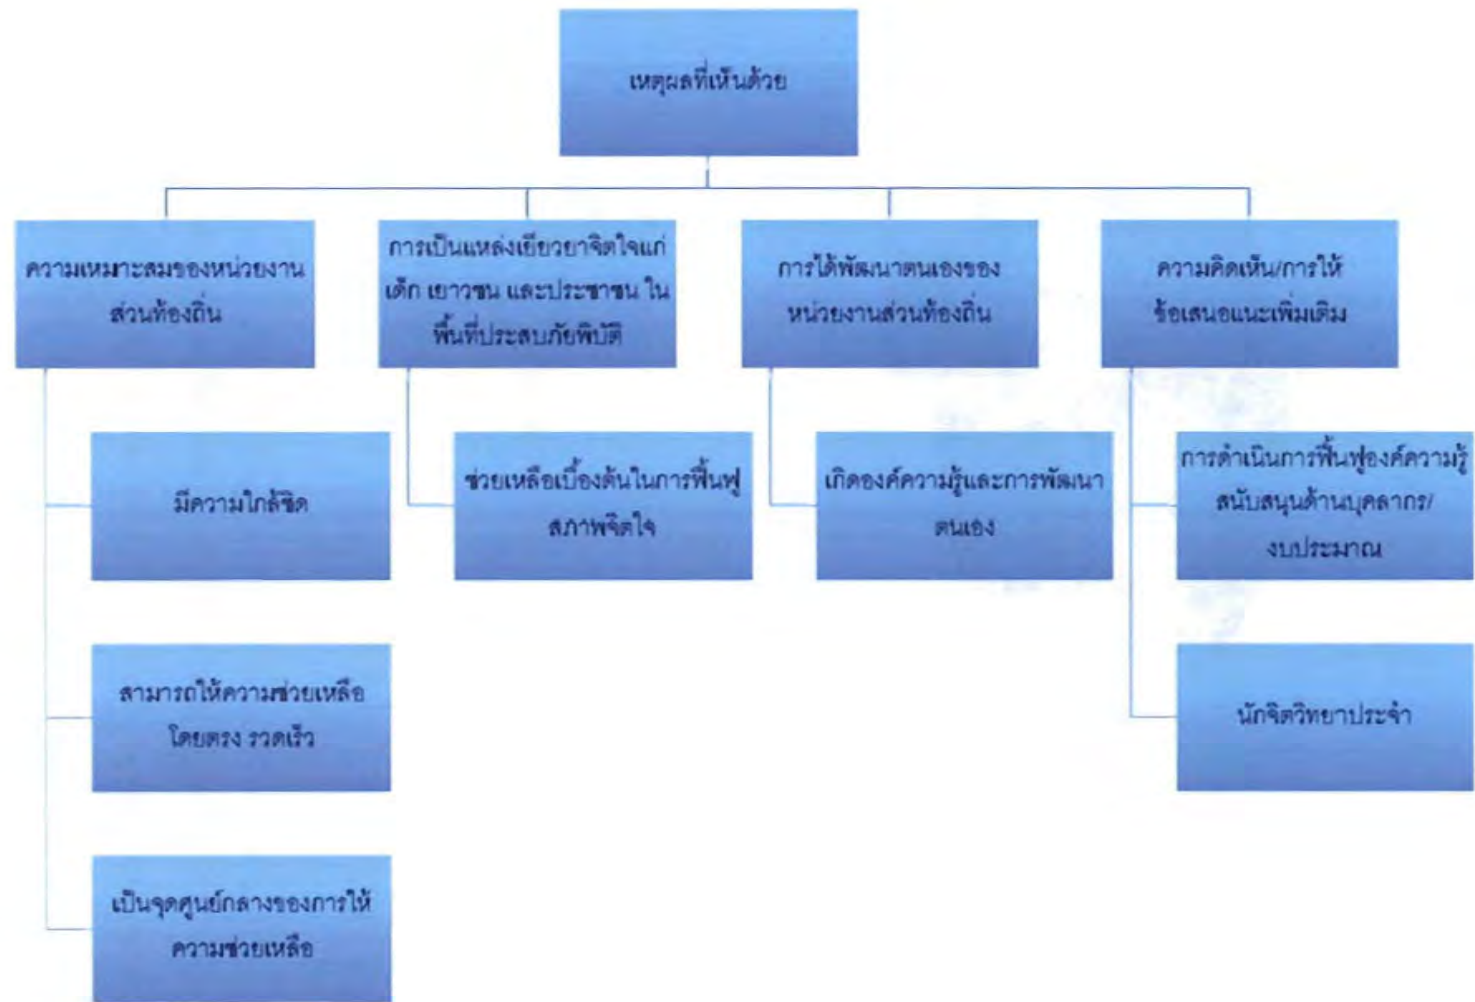 เหตุผลที่เห็นด้วย
ความเหมาะสมของหน่วยงาน
ส่วนท้องถิ่น
การเป็นแหล่งเยียวยาจิตใจแก่
เด็ก เยาวชน และประชาชน ใน
พื้นที่ประสบภัยพิบัติ
การได้พัฒนาตนเองของ
หน่วยงานส่วนท้องถิ่น
ความคิดเห็น/การให้
ข้อเสนอแนะเพิ่มเติม
มีความใกล้ชิด
ช่วยเหลือเบื้องต้นในการฟื้นฟู
สภาพจิตใจ
เกิดองค์ความรู้และการพัฒนา
ตนเอง
การดำเนินการฟื้นฟูองค์ความรู้
สนับสนุนด้านบุคลากร/
งบประมาณ
สามารถให้ความช่วยเหลือ
โดยตรง รวดเร็ว
นักจิตวิทยาประจำ
เป็นจุดศูนย์กลางของการให้
ความช่วยเหลือ